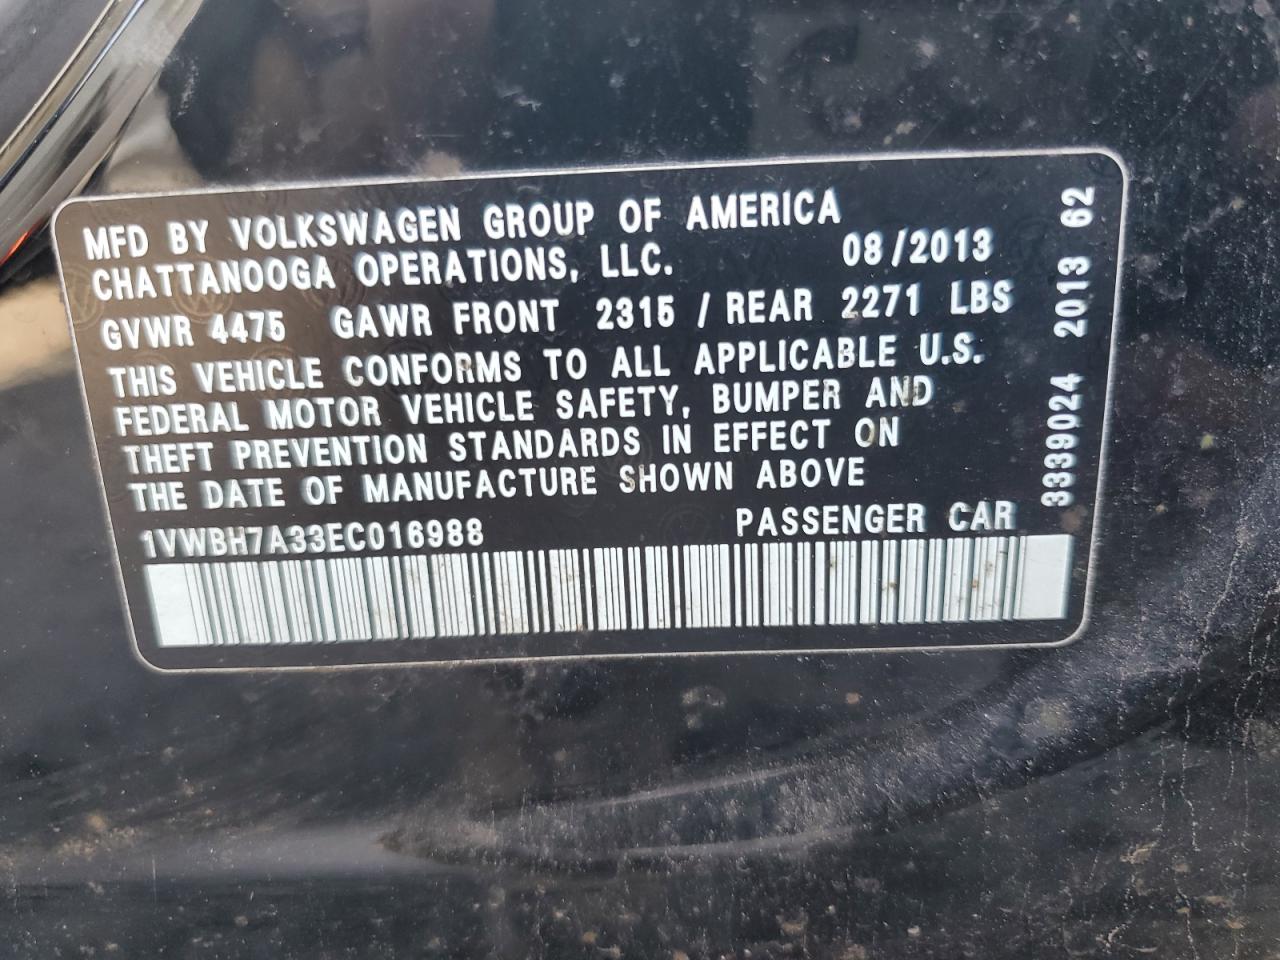 MFD BY VOLKSWAGEN GROUP OF AMERICA
CHATTANOOGA OPERATIONS, LLC. 08/2013
GVWR 4475 GAWR FRONT 2315 / REAR 2271 LBS
THIS VEHICLE CONFORMS TO ALL APPLICABLE U.S.
FEDERAL MOTOR VEHICLE SAFETY, BUMPER AND
THEFT PREVENTION STANDARDS IN EFFECT ON
THE DATE OF MANUFACTURE SHOWN ABOVE
1VWBH7A33EC016988 PASSENGER CAR
3339024 2013 62